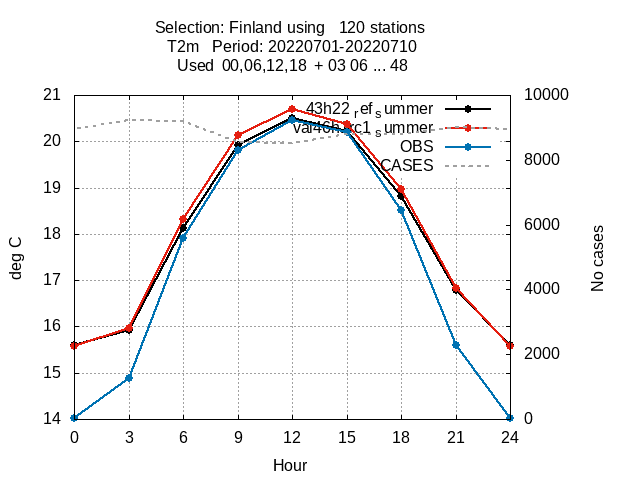 Selection: Finland using 120 stations
T2m Period: 20220701-20220710
Used 00,06,12,18 + 03 06 ... 48
21
20
19
18
17
16
15
14
10000
8000
6000
4000
2000
0
43h22refsummer
OBS
CASES
deg C
No cases
0 3 6 9 12 15 18 21 24
Hour